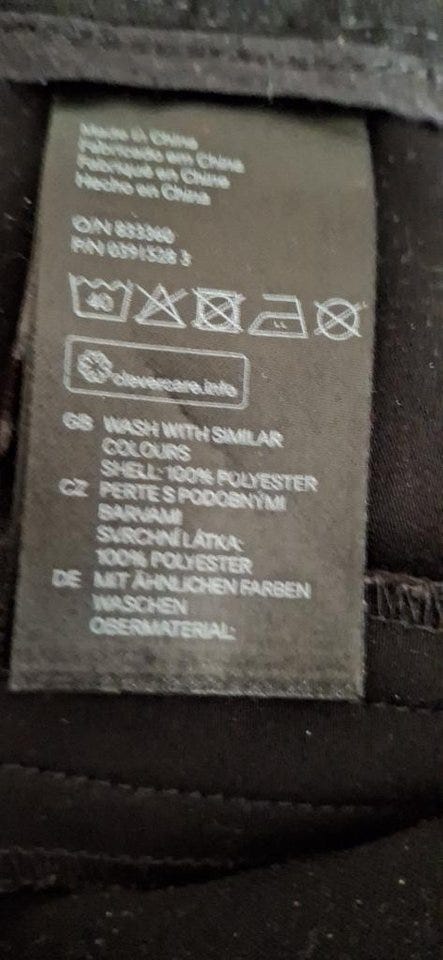 Made in China
Fabricado em China
Fabriqué en Chine
Hecho en China
O/N 833360
P/N 0391528 3
40
clevercare.info
GB WASH WITH SIMILAR
COLOURS
SHELL: 100% POLYESTER
CZ PERTE S PODOBNÝMI
BARVAMI
SVRCHNÍ LÁTKA:
100% POLYESTER
DE MIT ÄHNLICHEN FARBEN
WASCHEN
OBERMATERIAL: